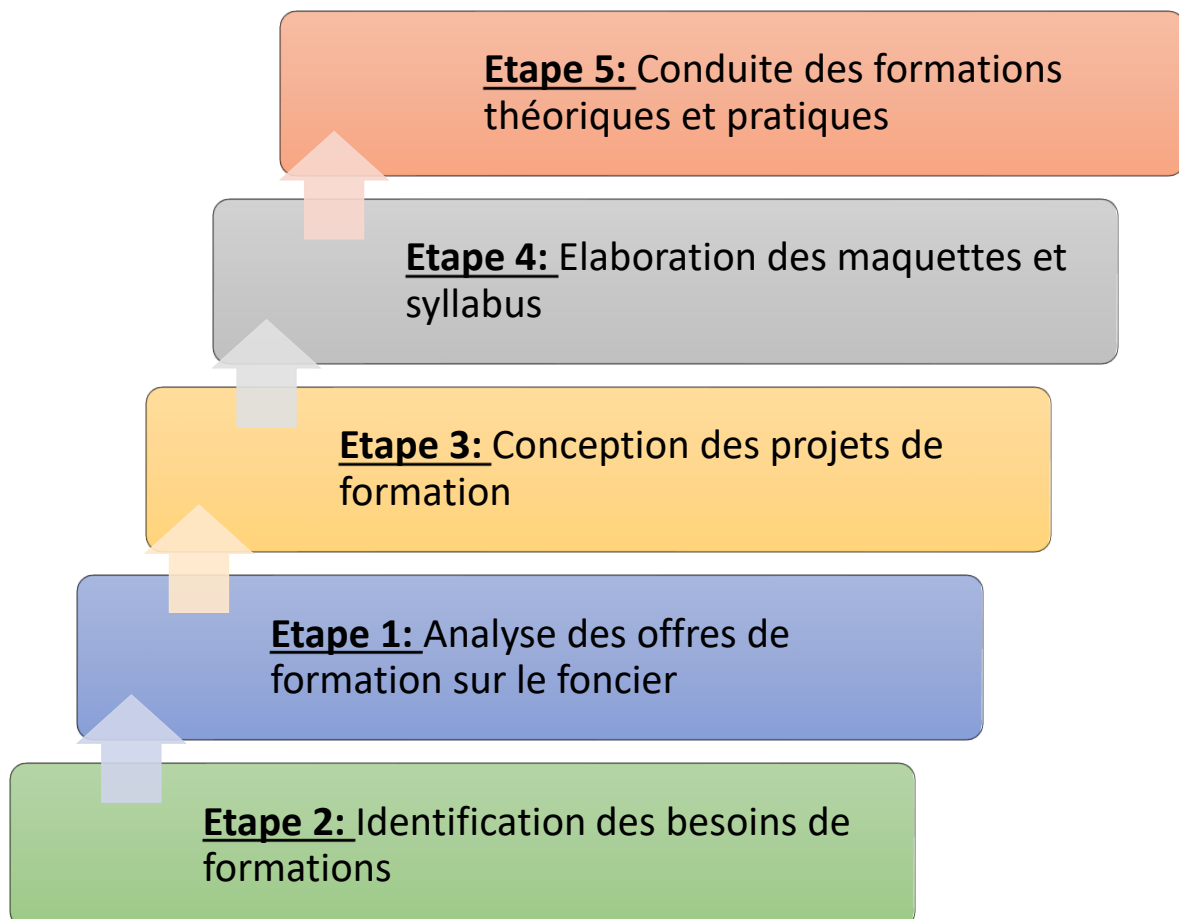 Etape 5: Conduite des formations
théoriques et pratiques
Etape 4: Elaboration des maquettes et
syllabus
Etape 3: Conception des projets de
formation
Etape 1: Analyse des offres de
formation sur le foncier
Etape 2: Identification des besoins de
formations